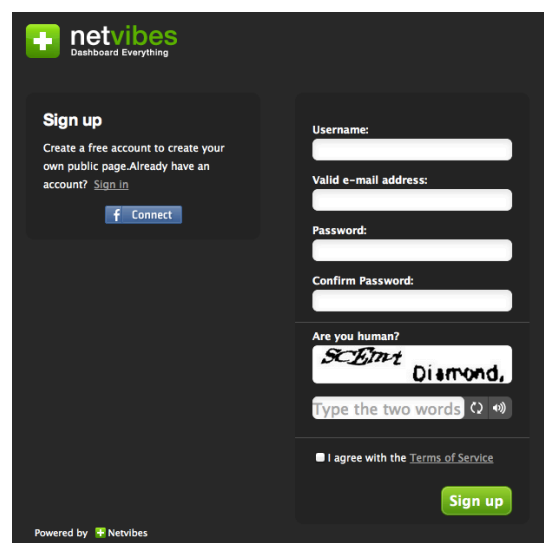 netvibes
Dashboard Everything
Sign up
Create a free account to create your
own public page.Already have an
account? Sign in
f Connect
Username:
Valid e-mail address:
Password:
Confirm Password:
Are you human?
Diamond,
Type the two words
I agree with the Terms of Service
Sign up
Powered by Netvibes